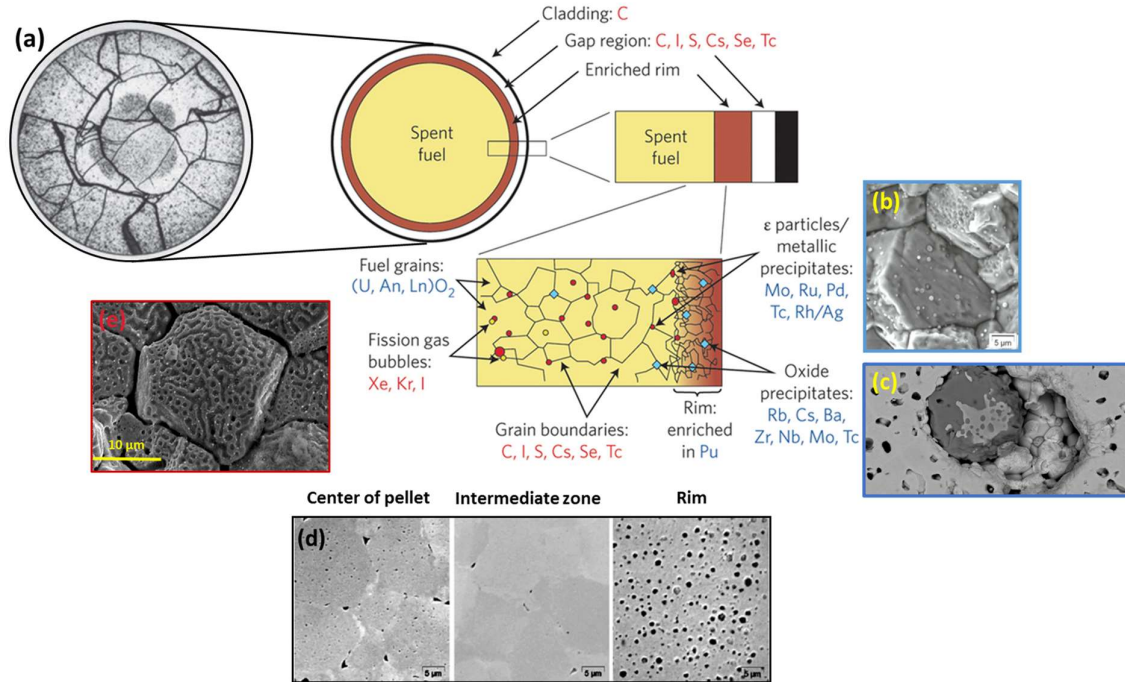 (a)
Cladding: C
Gap region: C, I, S, Cs, Se, Tc
Enriched rim
Spent
fuel
Spent
fuel
(b)
5 μm
ε particles/
metallic
precipitates:
Mo, Ru, Pd,
Tc, Rh/Ag
Fuel grains:
(U, An, Ln)O₂
(e)
10 μm
Fission gas
bubbles:
Xe, Kr, I
Grain boundaries:
C, I, S, Cs, Se, Tc
Rim:
enriched
in Pu
Oxide
precipitates:
Rb, Cs, Ba,
Zr, Nb, Mo, Tc
(c)
Center of pellet
Intermediate zone
Rim
(d)
5 μm
5 μm
5 μm